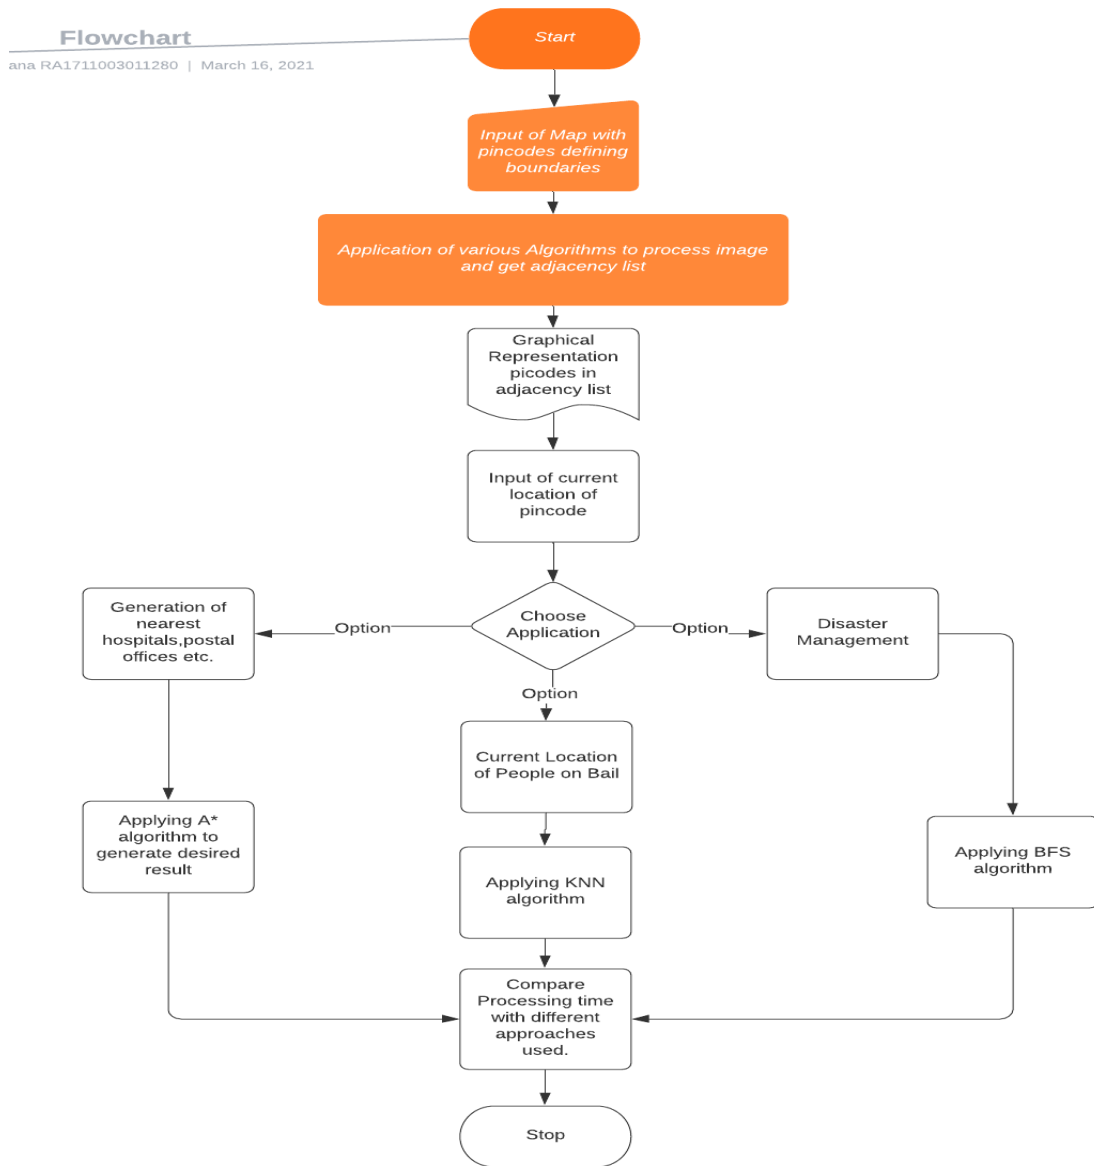 Flowchart
ana RA1711003011280 | March 16, 2021
Start
Input of Map with
pincodes defining
boundaries
Application of various Algorithms to process image
and get adjacency list
Graphical
Representation
picodes in
adjacency list
Input of current
location of
pincode
Choose
Application
Option
Generation of
nearest
hospitals,postal
offices etc.
Option
Disaster
Management
Option
Current Location
of People on Bail
Applying A*
algorithm to
generate desired
result
Applying KNN
algorithm
Applying BFS
algorithm
Compare
Processing time
with different
approaches
used.
Stop